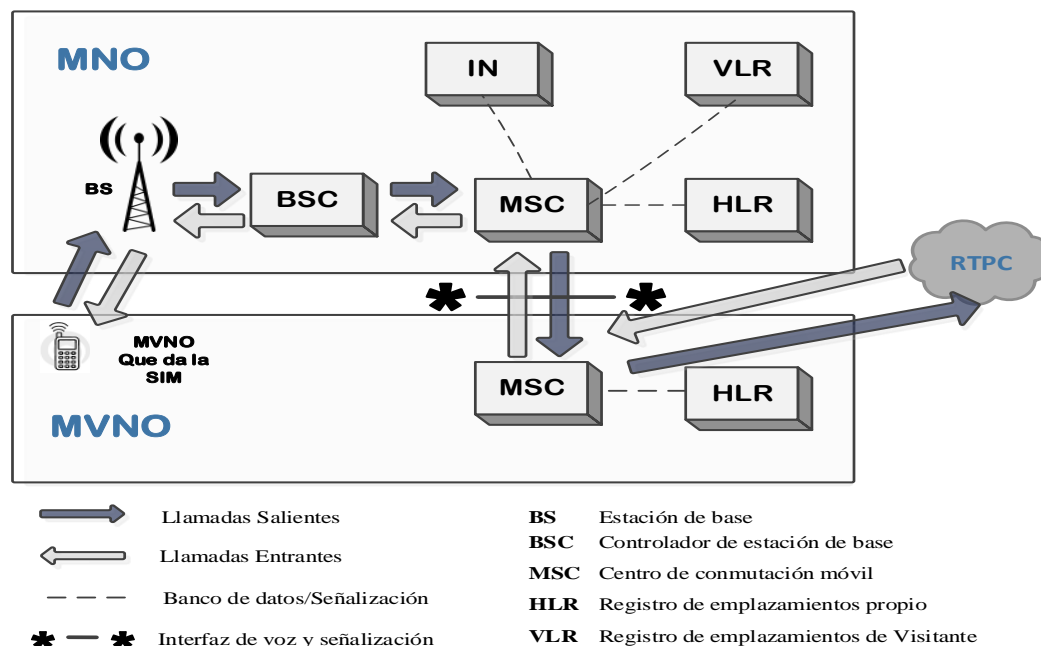 MNO
IN
VLR
BS
BSC
MSC
HLR
RTPC
*
*
MVNO
Que da la
SIM
MSC
HLR
MVNO
Llamadas Salientes
Llamadas Entrantes
Banco de datos/Señalización
* — * Interfaz de voz y señalización
BS Estación de base
BSC Controlador de estación de base
MSC Centro de conmutación móvil
HLR Registro de emplazamientos propio
VLR Registro de emplazamientos de Visitante